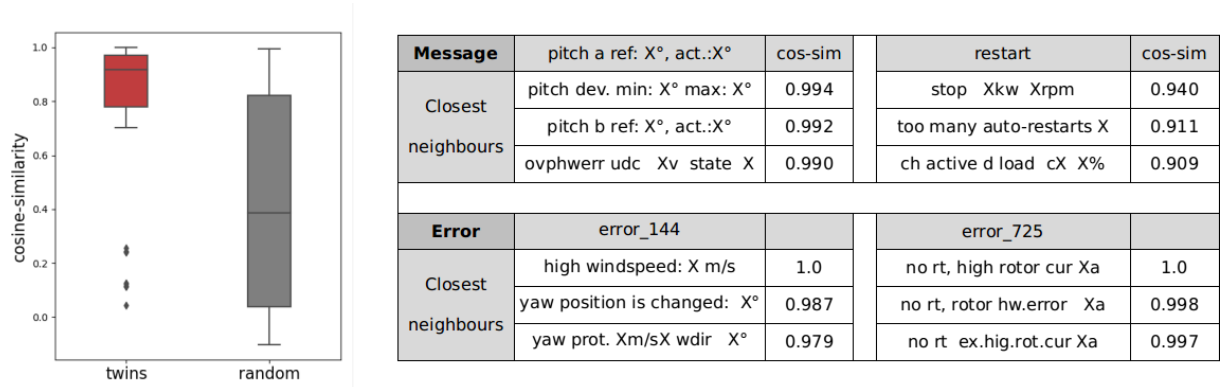 1.0
0.8
0.6
0.4
0.2
0.0
cosine-similarity
twins random
Message pitch a ref: X°, act.:X° cos-sim restart cos-sim
Closest neighbours
pitch dev. min: X° max: X° 0.994 stop Xkw Xrpm 0.940
pitch b ref: X°, act.:X° 0.992 too many auto-restarts X 0.911
ovphwerr udc Xv state X 0.990 ch active d load cX X% 0.909
Error error_144 error_725
Closest neighbours
high windspeed: X m/s 1.0 no rt, high rotor cur Xa 1.0
yaw position is changed: X° 0.987 no rt, rotor hw.error Xa 0.998
yaw prot. Xm/sX wdir X° 0.979 no rt ex.hig.rot.cur Xa 0.997